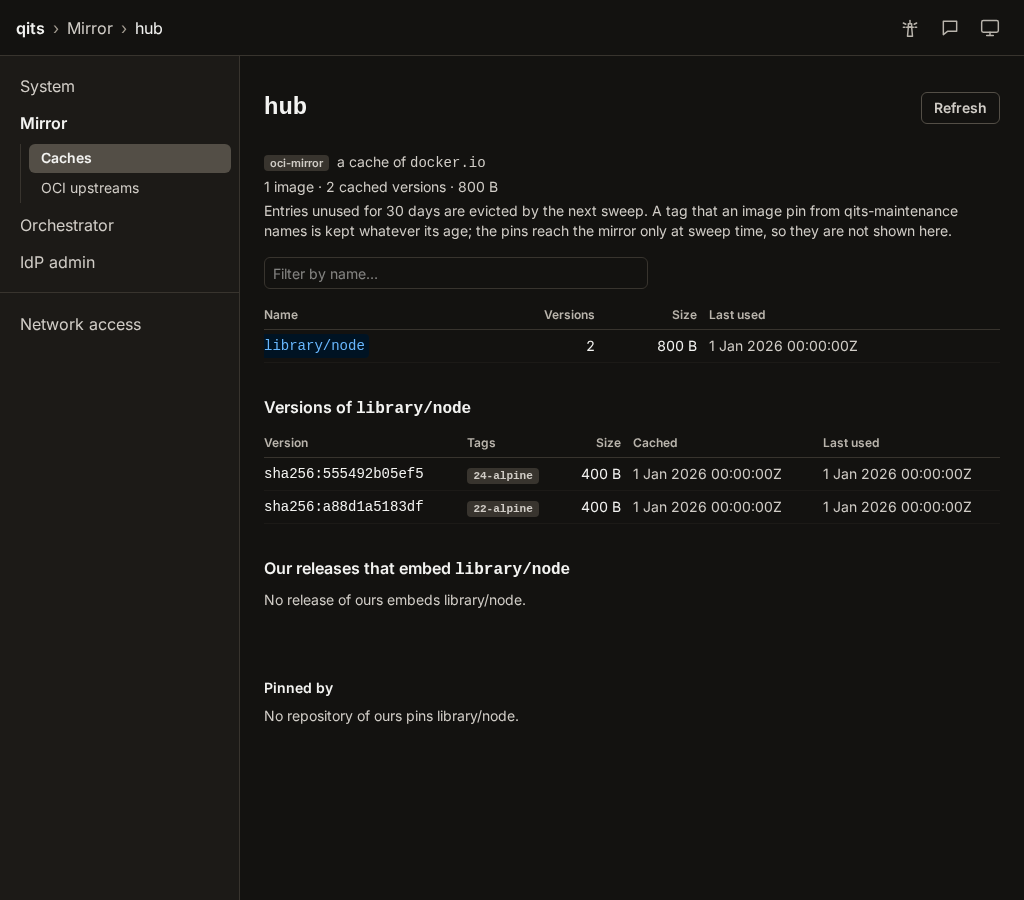 qits › Mirror › hub
System
Mirror
Caches
OCI upstreams
Orchestrator
IdP admin
Network access
hub
Refresh
oci-mirror a cache of docker.io
1 image · 2 cached versions · 800 B
Entries unused for 30 days are evicted by the next sweep. A tag that an image pin from qits-maintenance
names is kept whatever its age; the pins reach the mirror only at sweep time, so they are not shown here.
Filter by name…
Name Versions Size Last used
library/node 2 800 B 1 Jan 2026 00:00:00Z
Versions of library/node
Version Tags Size Cached Last used
sha256:555492b05ef5 24-alpine 400 B 1 Jan 2026 00:00:00Z 1 Jan 2026 00:00:00Z
sha256:a88d1a5183df 22-alpine 400 B 1 Jan 2026 00:00:00Z 1 Jan 2026 00:00:00Z
Our releases that embed library/node
No release of ours embeds library/node.
Pinned by
No repository of ours pins library/node.